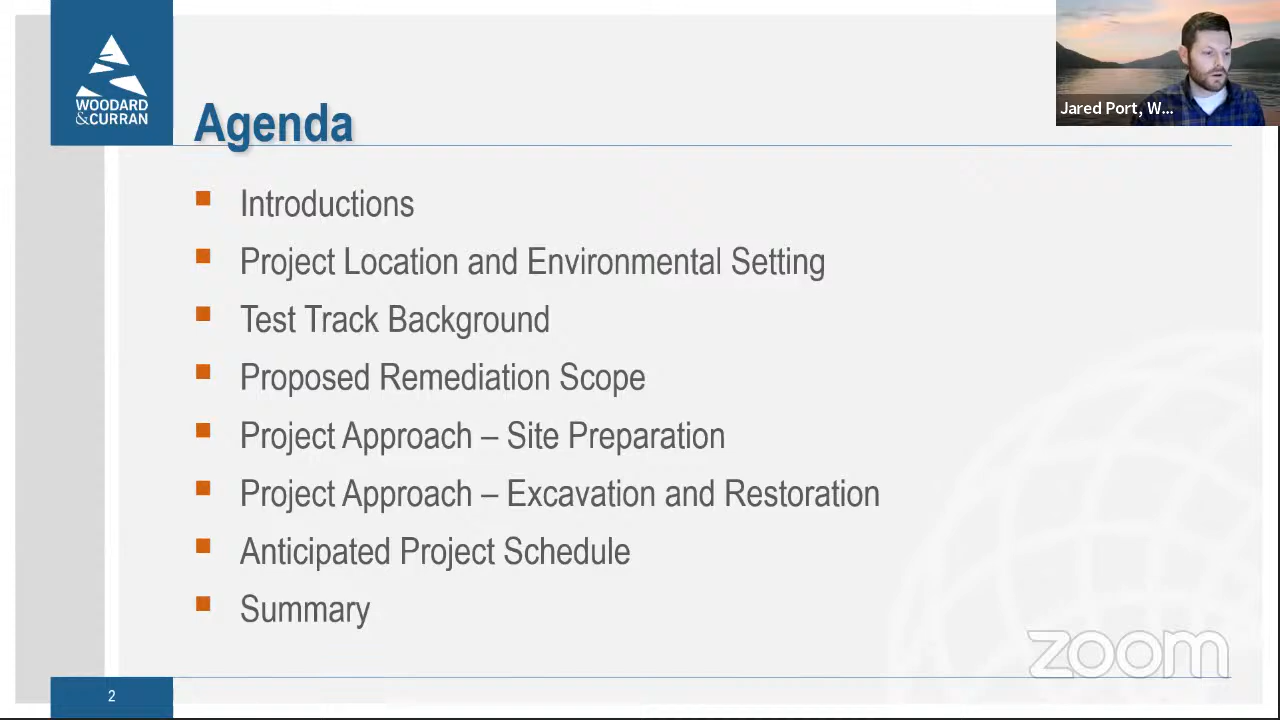 WOODARD
&CURRAN
Agenda
Jared Port, W...
Introductions
Project Location and Environmental Setting
Test Track Background
Proposed Remediation Scope
Project Approach – Site Preparation
Project Approach – Excavation and Restoration
Anticipated Project Schedule
Summary
zoom
2